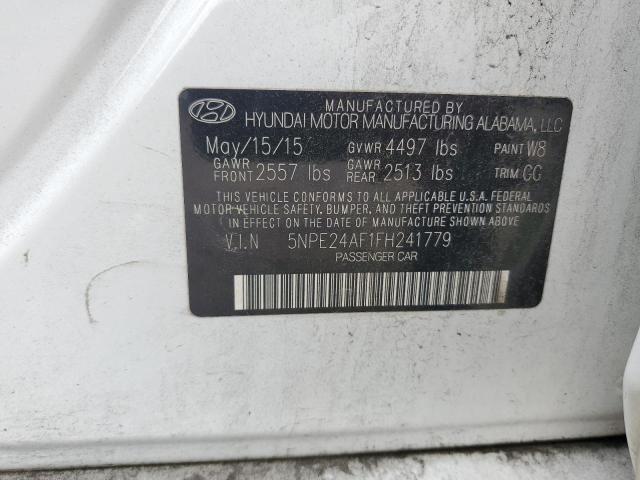 MANUFACTURED BY
HYUNDAI MOTOR MANUFACTURING ALABAMA, LLC
May/15/15 GVWR 4497 lbs PAINT W8
GAWR FRONT 2557 lbs GAWR REAR 2513 lbs TRIM GG
THIS VEHICLE CONFORMS TO ALL APPLICABLE U.S.A. FEDERAL
MOTOR VEHICLE SAFETY, BUMPER, AND THEFT PREVENTION STANDARDS
IN EFFECT ON THE DATE OF MANUFACTURE SHOWN ABOVE
V.I.N 5NPE24AF1FH241779
PASSENGER CAR